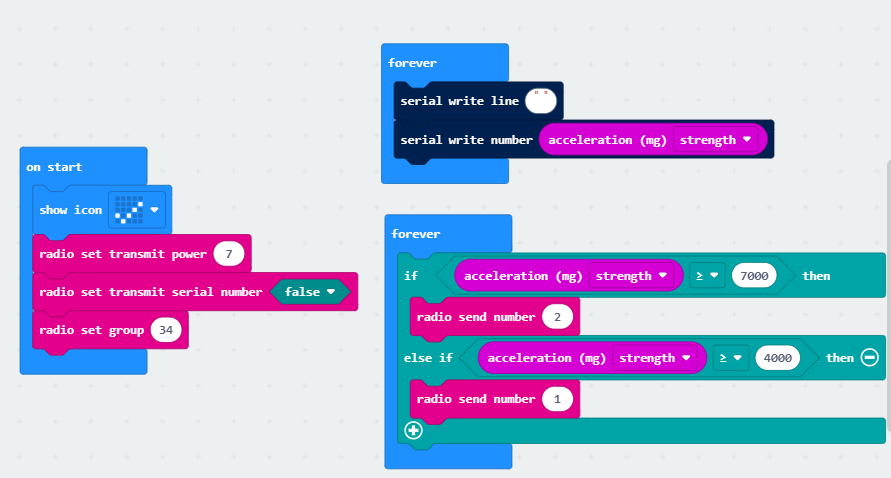 on start
show icon
radio set transmit power 7
radio set transmit serial number false
radio set group 34
forever
serial write line " "
serial write number acceleration (mg) strength
forever
if acceleration (mg) strength ≥ 7000 then
radio send number 2
else if acceleration (mg) strength ≥ 4000 then
radio send number 1